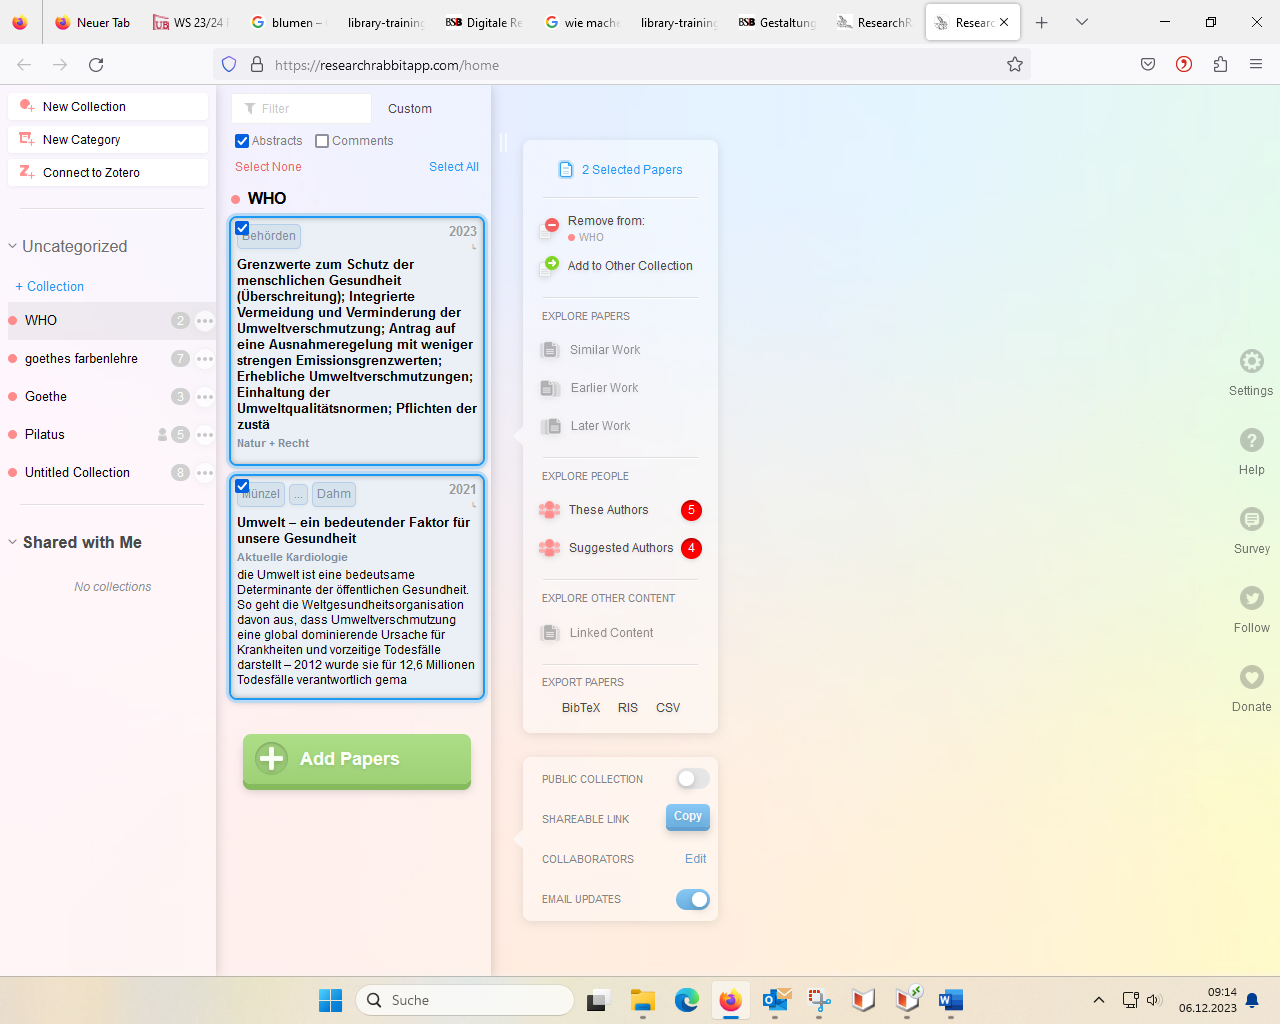 Neuer Tab
WS 23/24
blumen –
library-training
Digitale Re
wie mache
library-training
Gestaltung
ResearchR
Researc
https://researchrabbitapp.com/home
New Collection
New Category
Connect to Zotero
Uncategorized
+ Collection
WHO 2
goethes farbenlehre 7
Goethe 3
Pilatus 5
Untitled Collection 8
Shared with Me
No collections
Filter
Custom
Abstracts Comments
Select None Select All
WHO
Behörden 2023
Grenzwerte zum Schutz der
menschlichen Gesundheit
(Überschreitung); Integrierte
Vermeidung und Verminderung der
Umweltverschmutzung; Antrag auf
eine Ausnahmeregelung mit weniger
strengen Emissionsgrenzwerten;
Erhebliche Umweltverschmutzungen;
Einhaltung der
Umweltqualitätsnormen; Pflichten der
zustä
Natur + Recht
Münzel ... Dahm 2021
Umwelt – ein bedeutender Faktor für
unsere Gesundheit
Aktuelle Kardiologie
die Umwelt ist eine bedeutsame
Determinante der öffentlichen Gesundheit.
So geht die Weltgesundheitsorganisation
davon aus, dass Umweltverschmutzung
eine global dominierende Ursache für
Krankheiten und vorzeitige Todesfälle
darstellt – 2012 wurde sie für 12,6 Millionen
Todesfälle verantwortlich gema
Add Papers
2 Selected Papers
Remove from:
WHO
Add to Other Collection
EXPLORE PAPERS
Similar Work
Earlier Work
Later Work
EXPLORE PEOPLE
These Authors 5
Suggested Authors 4
EXPLORE OTHER CONTENT
Linked Content
EXPORT PAPERS
BibTeX RIS CSV
PUBLIC COLLECTION
SHAREABLE LINK Copy
COLLABORATORS Edit
EMAIL UPDATES
Settings
Help
Survey
Follow
Donate
Suche
09:14
06.12.2023